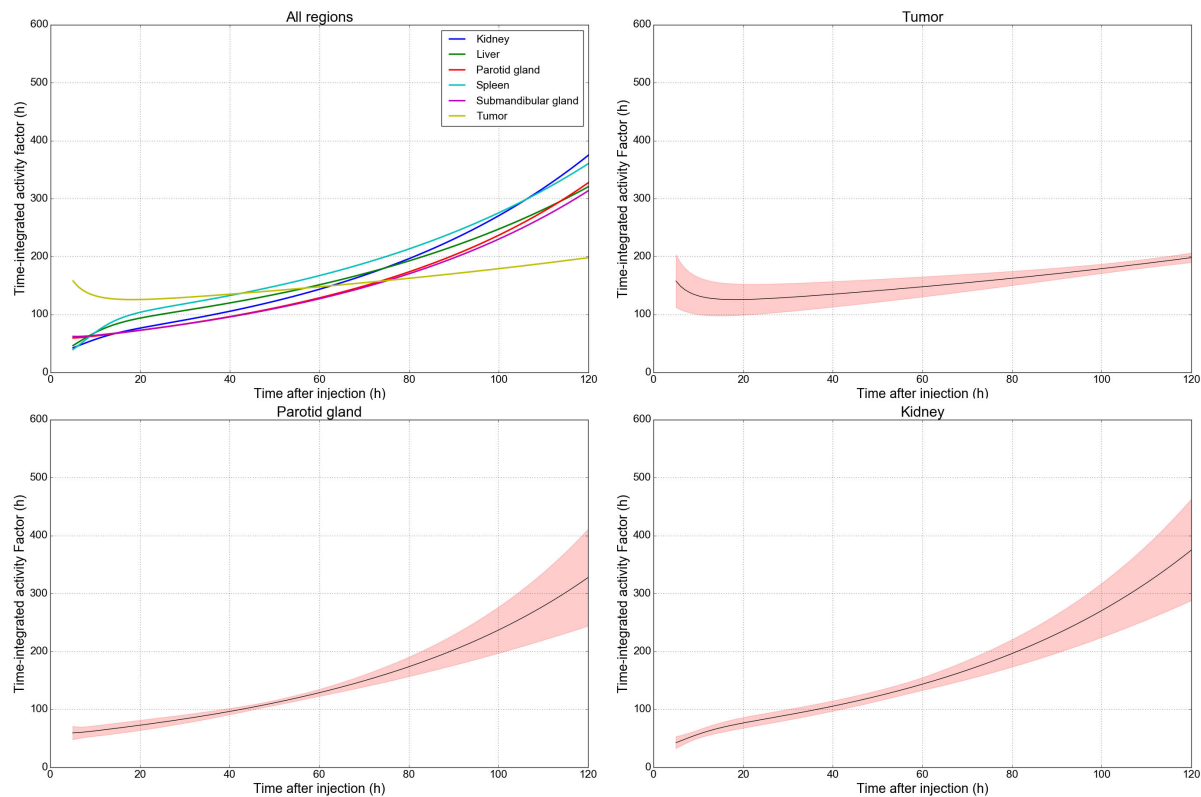 All regions
Time-integrated activity factor (h)
600
500
400
300
200
100
0
Kidney
Liver
Parotid gland
Spleen
Submandibular gland
Tumor
0 20 40 60 80 100 120
Time after injection (h)
Tumor
Time-integrated activity Factor (h)
600
500
400
300
200
100
0
0 20 40 60 80 100 120
Time after injection (h)
Parotid gland
Time-integrated activity Factor (h)
600
500
400
300
200
100
0
0 20 40 60 80 100 120
Time after injection (h)
Kidney
Time-integrated activity Factor (h)
600
500
400
300
200
100
0
0 20 40 60 80 100 120
Time after injection (h)